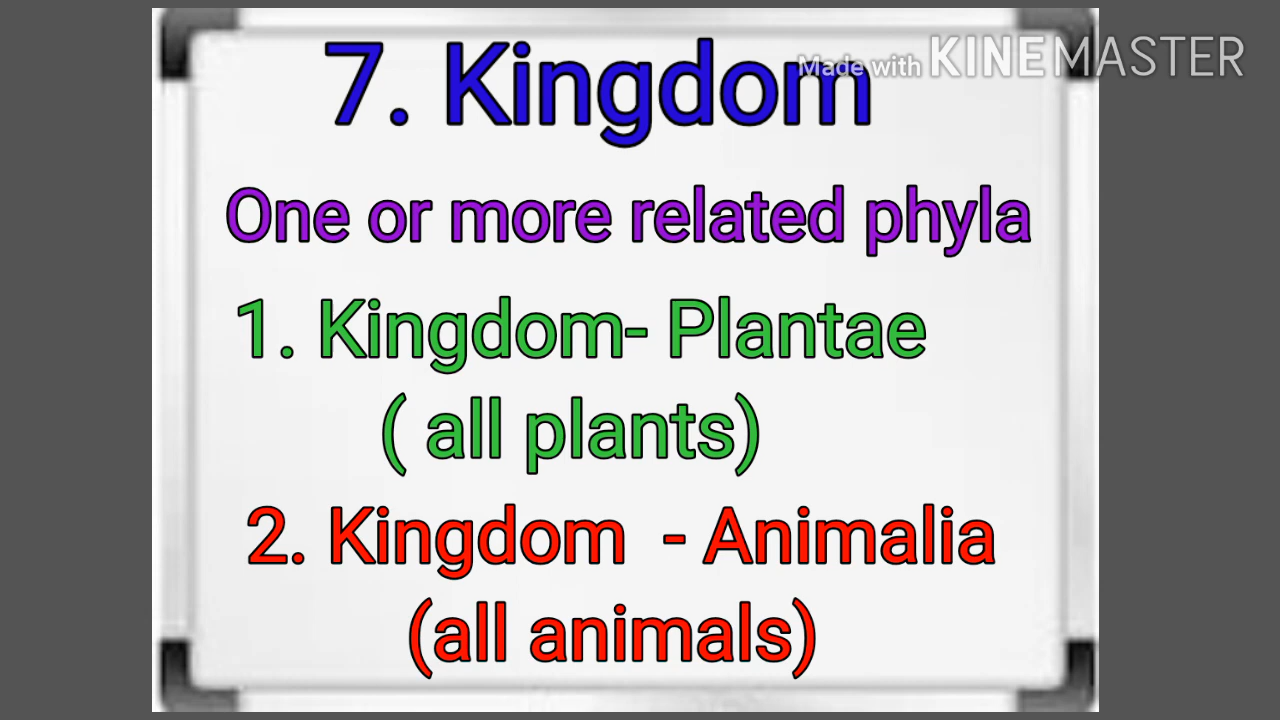 Made with KINEMASTER
7. Kingdom
One or more related phyla
1. Kingdom- Plantae
( all plants)
2. Kingdom - Animalia
(all animals)